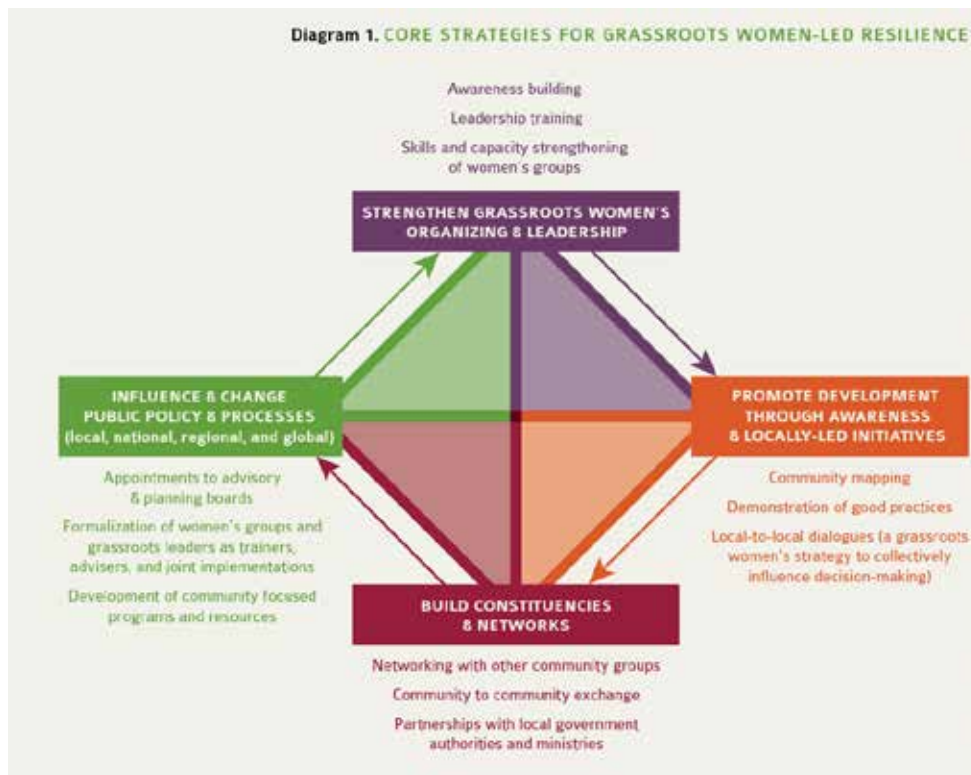 Diagram 1. CORE STRATEGIES FOR GRASSROOTS WOMEN-LED RESILIENCE
Awareness building
Leadership training
Skills and capacity strengthening
of women's groups
STRENGTHEN GRASSROOTS WOMEN'S
ORGANIZING & LEADERSHIP
INFLUENCE & CHANGE
PUBLIC POLICY & PROCESSES
(local, national, regional, and global)
Appointments to advisory
& planning boards
Formalization of women's groups and
grassroots leaders as trainers,
advisers, and joint implementations
Development of community focused
programs and resources
PROMOTE DEVELOPMENT
THROUGH AWARENESS
& LOCALLY-LED INITIATIVES
Community mapping
Demonstration of good practices
Local-to-local dialogues (a grassroots
women's strategy to collectively
influence decision-making)
BUILD CONSTITUENCIES
& NETWORKS
Networking with other community groups
Community to community exchange
Partnerships with local government
authorities and ministries